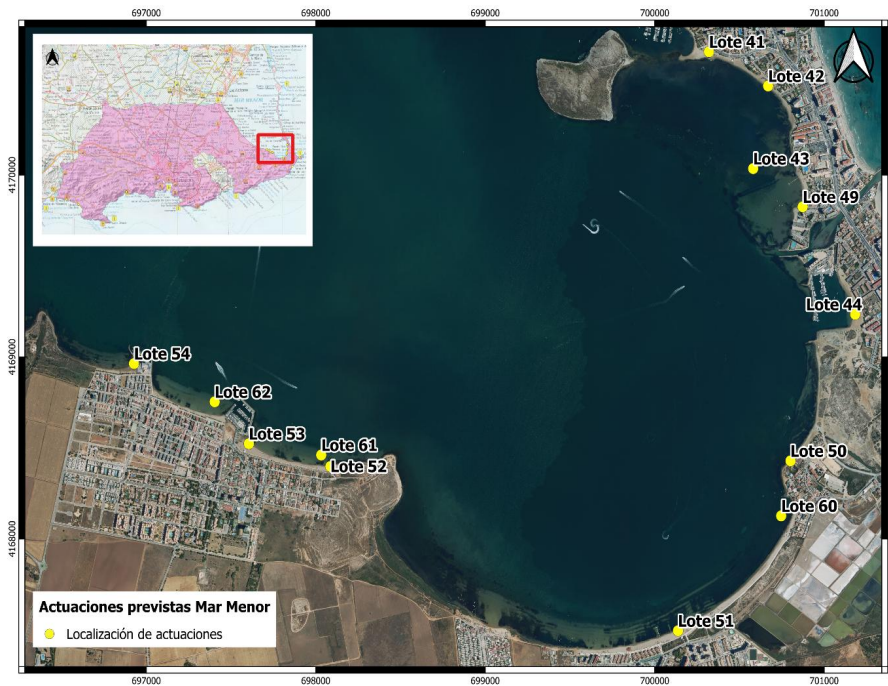 697000 698000 699000 700000 701000
Lote 41
Lote 42
4170000
Lote 43
Lote 49
Lote 44
4169000
Lote 54
Lote 62
Lote 53
Lote 61
Lote 52
Lote 50
Lote 60
4168000
Lote 51
Actuaciones previstas Mar Menor
Localización de actuaciones
697000 698000 699000 700000 701000